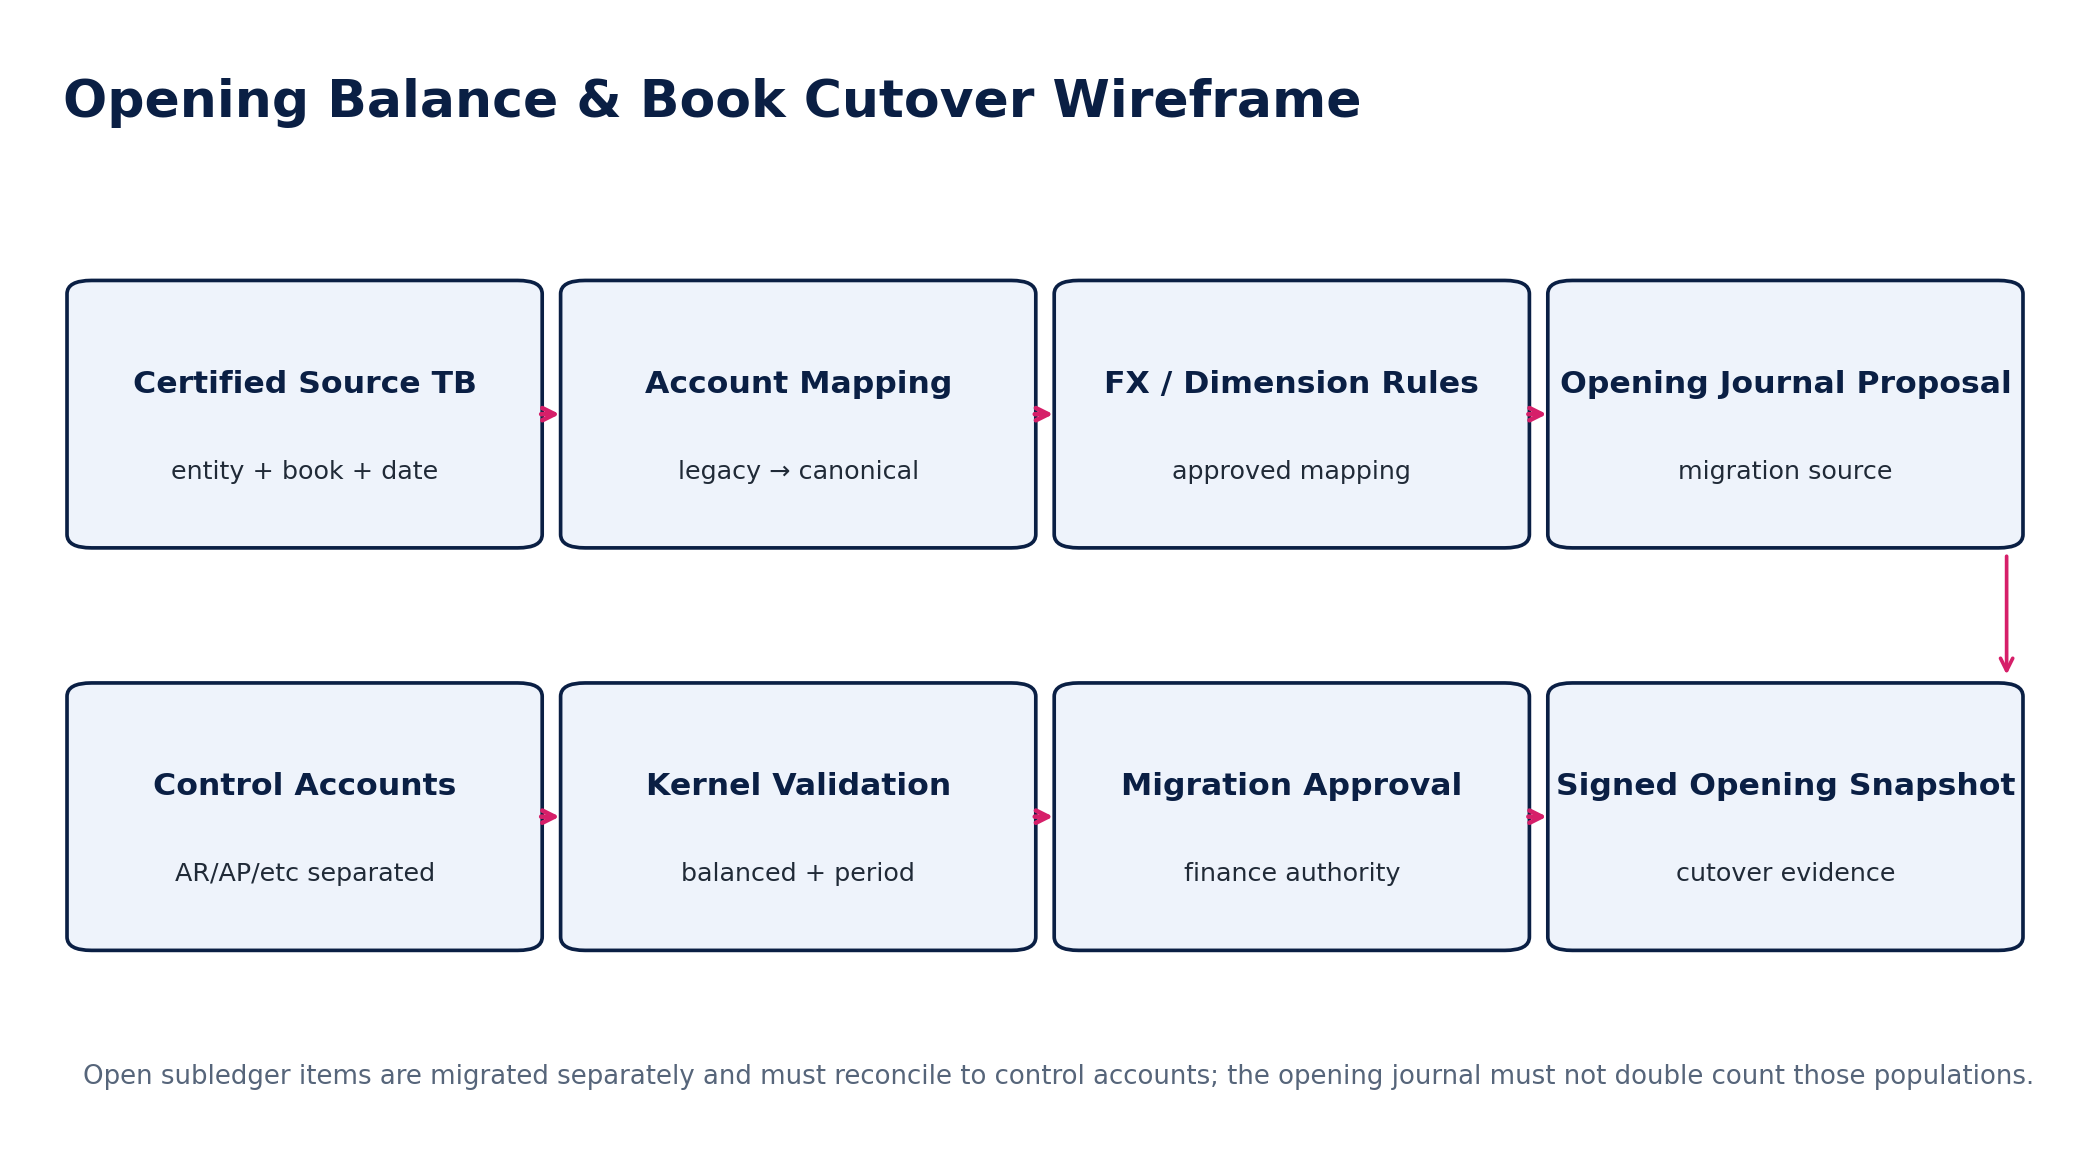 Opening Balance & Book Cutover Wireframe
Certified Source TB
entity + book + date
Account Mapping
legacy → canonical
FX / Dimension Rules
approved mapping
Opening Journal Proposal
migration source
Control Accounts
AR/AP/etc separated
Kernel Validation
balanced + period
Migration Approval
finance authority
Signed Opening Snapshot
cutover evidence
Open subledger items are migrated separately and must reconcile to control accounts; the opening journal must not double count those populations.